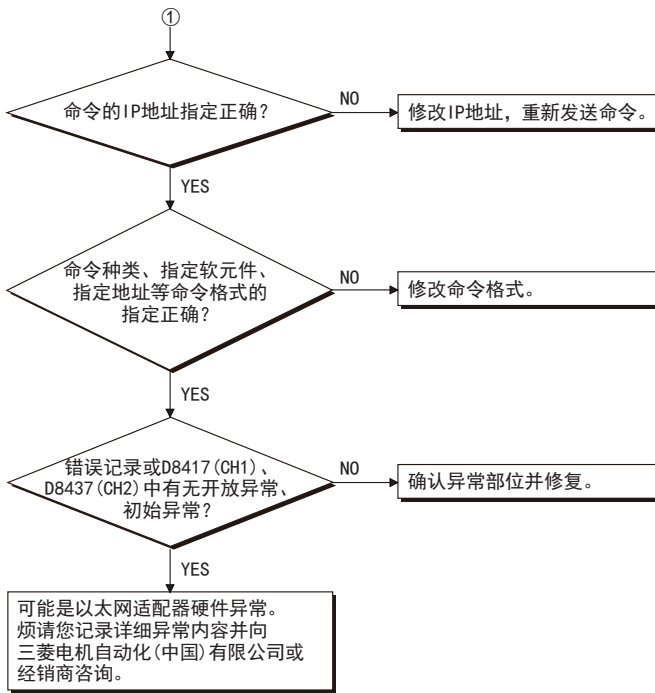 ①
命令的IP地址指定正确？
NO
修改IP地址，重新发送命令。
YES
命令种类、指定软元件、
指定地址等命令格式的
指定正确？
NO
修改命令格式。
YES
错误记录或D8417(CH1)、
D8437(CH2)中有无开放异常、
初始异常？
NO
确认异常部位并修复。
YES
可能是以太网适配器硬件异常。
烦请您记录详细异常内容并向
三菱电机自动化(中国)有限公司或
经销商咨询。